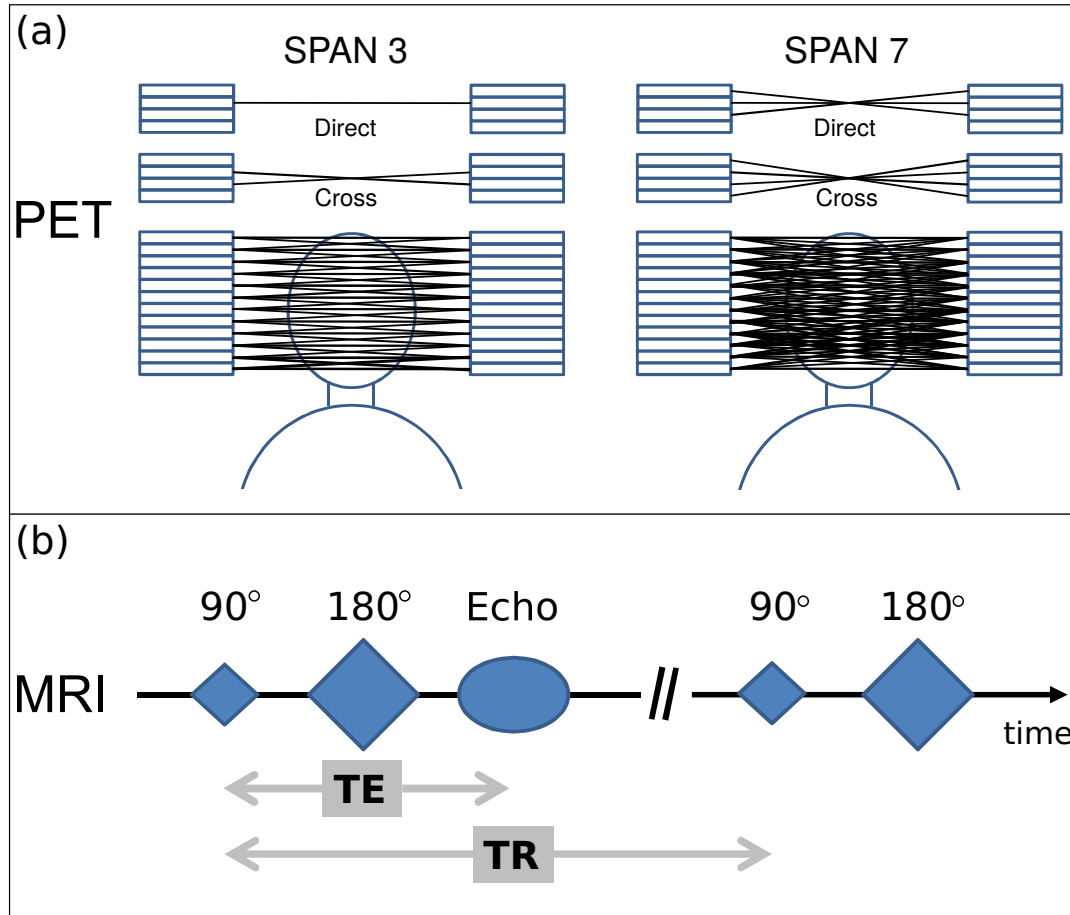 (a)
SPAN 3 SPAN 7
Direct Direct
Cross Cross
PET
(b)
90° 180° Echo 90° 180°
MRI
time
TE
TR